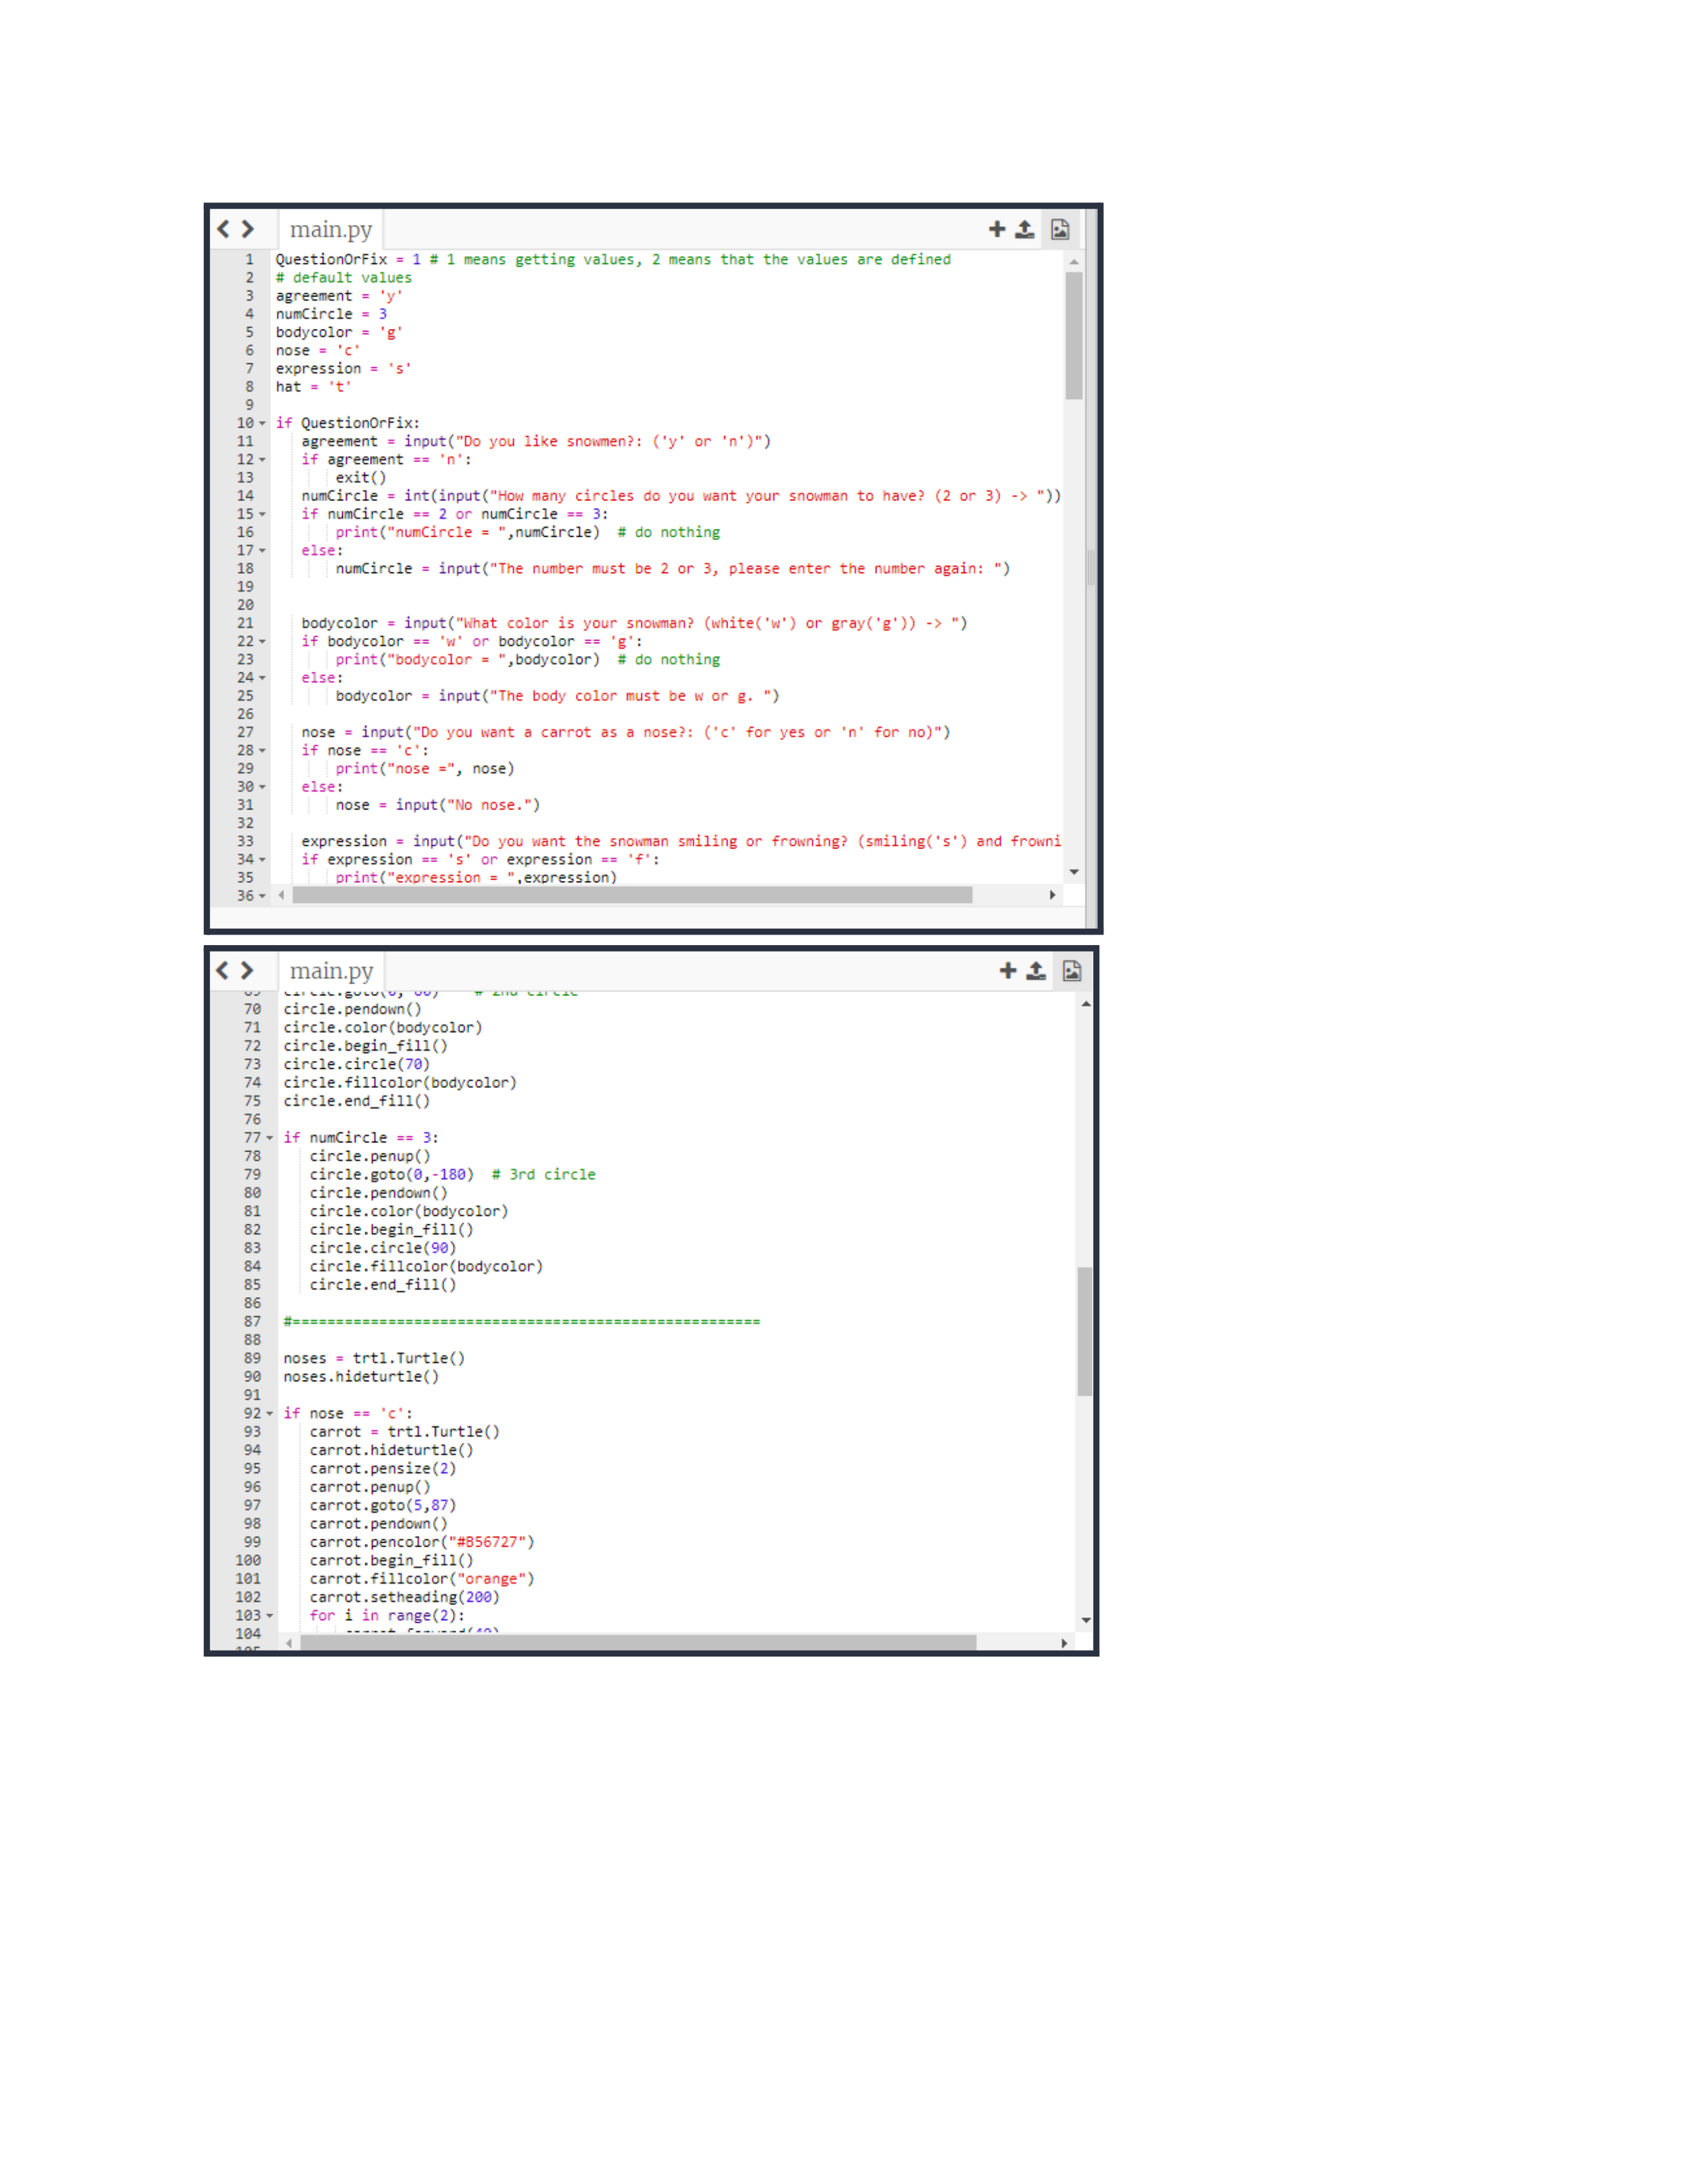 main.py
1 QuestionOrFix = 1 # 1 means getting values, 2 means that the values are defined
2 # default values
3 agreement = 'y'
4 numCircle = 3
5 bodycolor = 'g'
6 nose = 'c'
7 expression = 's'
8 hat = 't'
9
10 if QuestionOrFix:
11 agreement = input("Do you like snowmen?: ('y' or 'n')")
12 if agreement == 'n':
13 exit()
14 numCircle = int(input("How many circles do you want your snowman to have? (2 or 3) -> "))
15 if numCircle == 2 or numCircle == 3:
16 print("numCircle = ",numCircle) # do nothing
17 else:
18 numCircle = input("The number must be 2 or 3, please enter the number again: ")
19
20
21 bodycolor = input("What color is your snowman? (white('w') or gray('g')) -> ")
22 if bodycolor == 'w' or bodycolor == 'g':
23 print("bodycolor = ",bodycolor) # do nothing
24 else:
25 bodycolor = input("The body color must be w or g. ")
26
27 nose = input("Do you want a carrot as a nose?: ('c' for yes or 'n' for no)")
28 if nose == 'c':
29 print("nose =", nose)
30 else:
31 nose = input("No nose.")
32
33 expression = input("Do you want the snowman smiling or frowning? (smiling('s') and frowni
34 if expression == 's' or expression == 'f':
35 print("expression = ",expression)
36
main.py
70 circle.pendown()
71 circle.color(bodycolor)
72 circle.begin_fill()
73 circle.circle(70)
74 circle.fillcolor(bodycolor)
75 circle.end_fill()
76
77 if numCircle == 3:
78 circle.penup()
79 circle.goto(0,-180) # 3rd circle
80 circle.pendown()
81 circle.color(bodycolor)
82 circle.begin_fill()
83 circle.circle(90)
84 circle.fillcolor(bodycolor)
85 circle.end_fill()
86
87 #======================================================
88
89 noses = trtl.Turtle()
90 noses.hideturtle()
91
92 if nose == 'c':
93 carrot = trtl.Turtle()
94 carrot.hideturtle()
95 carrot.pensize(2)
96 carrot.penup()
97 carrot.goto(5,87)
98 carrot.pendown()
99 carrot.pencolor("#B56727")
100 carrot.begin_fill()
101 carrot.fillcolor("orange")
102 carrot.setheading(200)
103 for i in range(2):
104